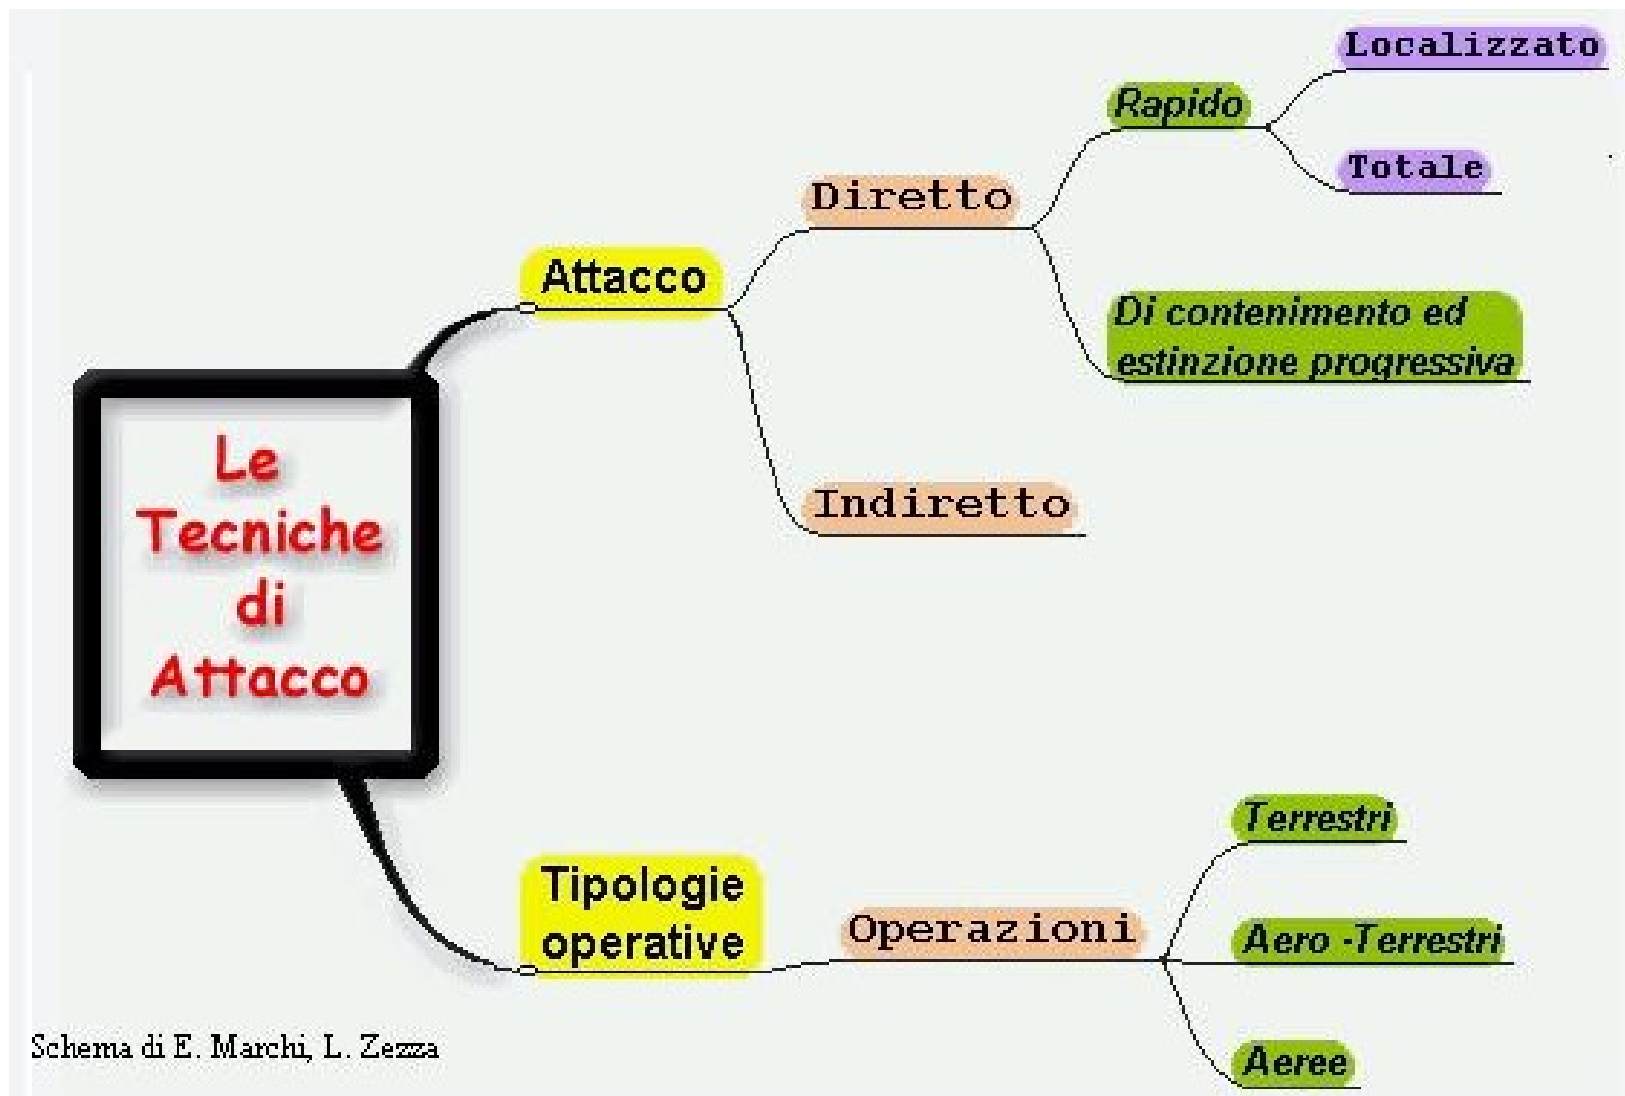 Le
Tecniche
di
Attacco
Attacco
Diretto
Rapido
Localizzato
Totale
Di contenimento ed
estinzione progressiva
Indiretto
Tipologie
operative
Operazioni
Terrestri
Aero -Terrestri
Aeree
Schema di E. Marchi, L. Zezza